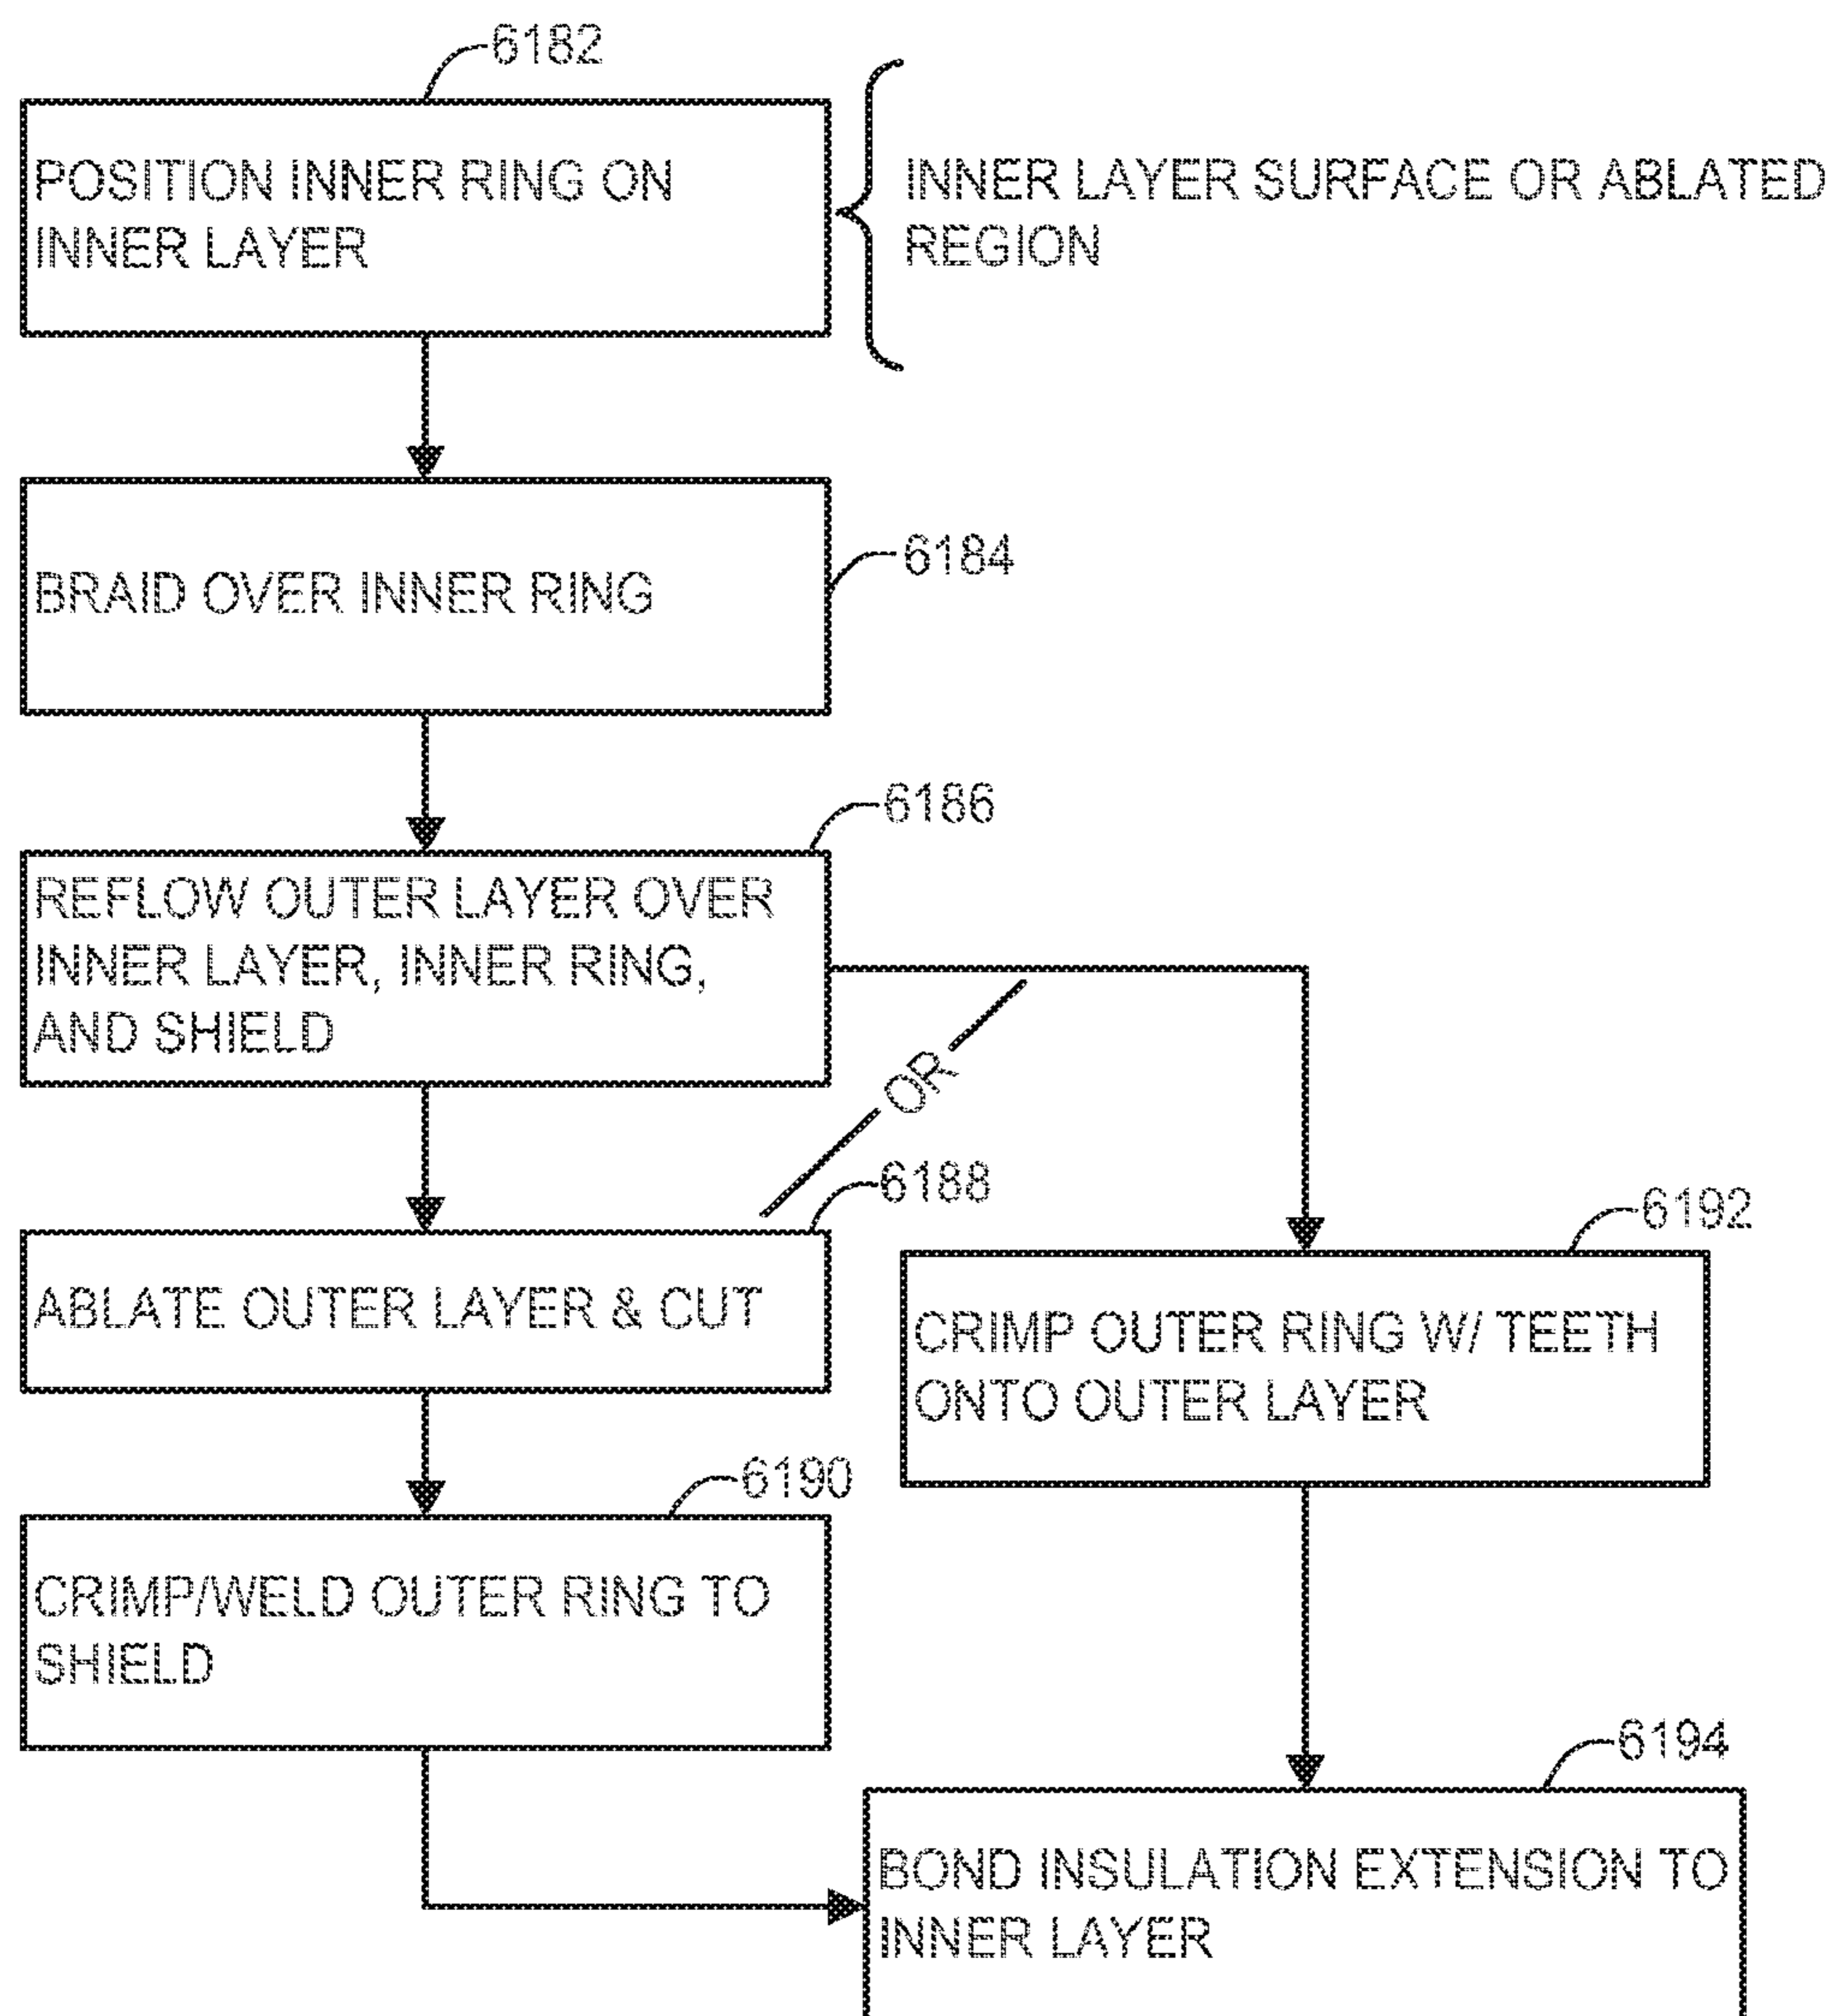 6182
POSITION INNER RING ON
INNER LAYER
INNER LAYER SURFACE OR ABLATED
REGION
6184
BRAID OVER INNER RING
6186
REFLOW OUTER LAYER OVER
INNER LAYER, INNER RING,
AND SHIELD
OR
6188
ABLATE OUTER LAYER & CUT
6192
CRIMP OUTER RING W/ TEETH
ONTO OUTER LAYER
6190
CRIMP/WELD OUTER RING TO
SHIELD
6194
BOND INSULATION EXTENSION TO
INNER LAYER